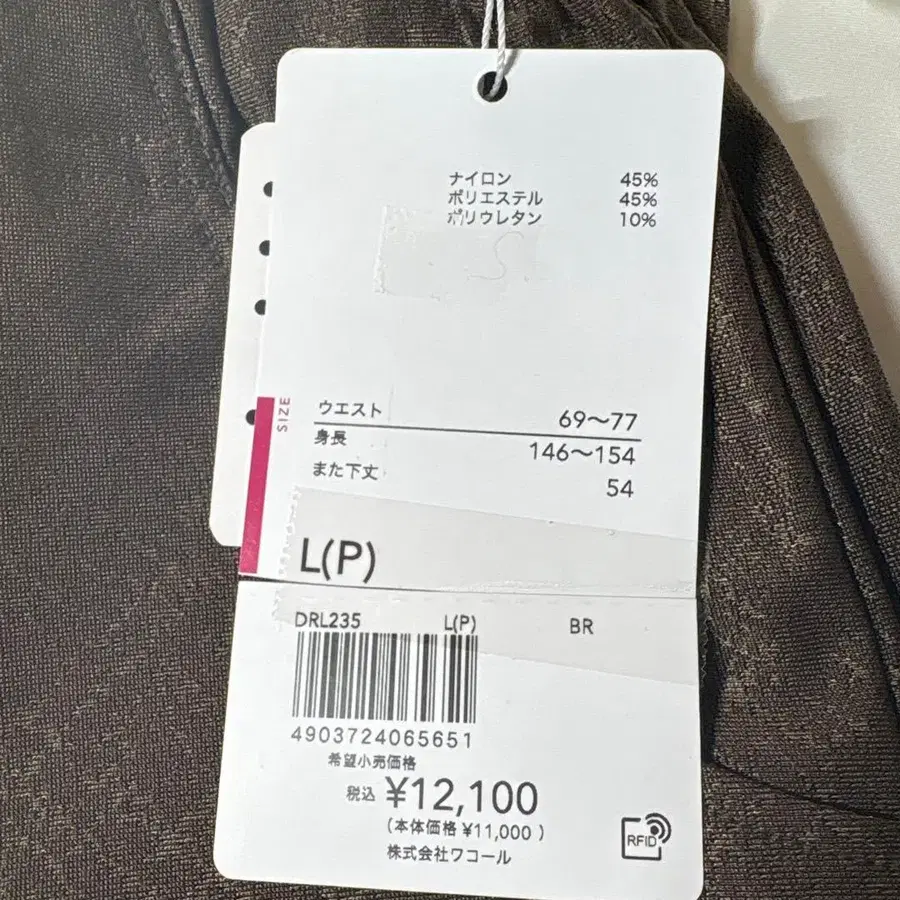 ナイロン 45%
ポリエステル 45%
ポリウレタン 10%
S
SIZE
ウエスト 69〜77
身長 146〜154
また下丈 54
L(P)
DRL235 L(P) BR
4903724065651
希望小売価格
税込 ¥12,100
(本体価格 ¥11,000)
株式会社ワコール
RFID